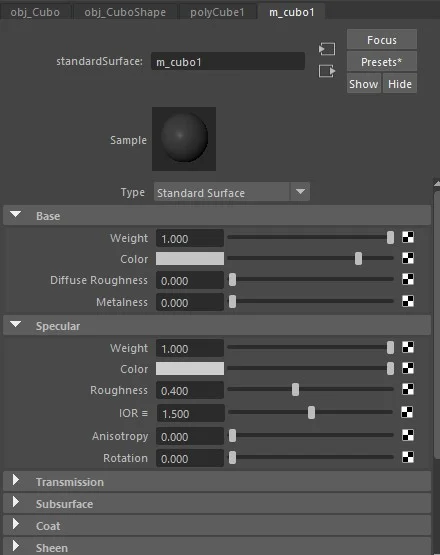 obj_Cubo obj_CuboShape polyCube1 m_cubo1
Focus
standardSurface: m_cubo1 Presets*
Show Hide
Sample
Type Standard Surface
Base
Weight 1.000
Color
Diffuse Roughness 0.000
Metalness 0.000
Specular
Weight 1.000
Color
Roughness 0.400
IOR = 1.500
Anisotropy 0.000
Rotation 0.000
Transmission
Subsurface
Coat
Sheen